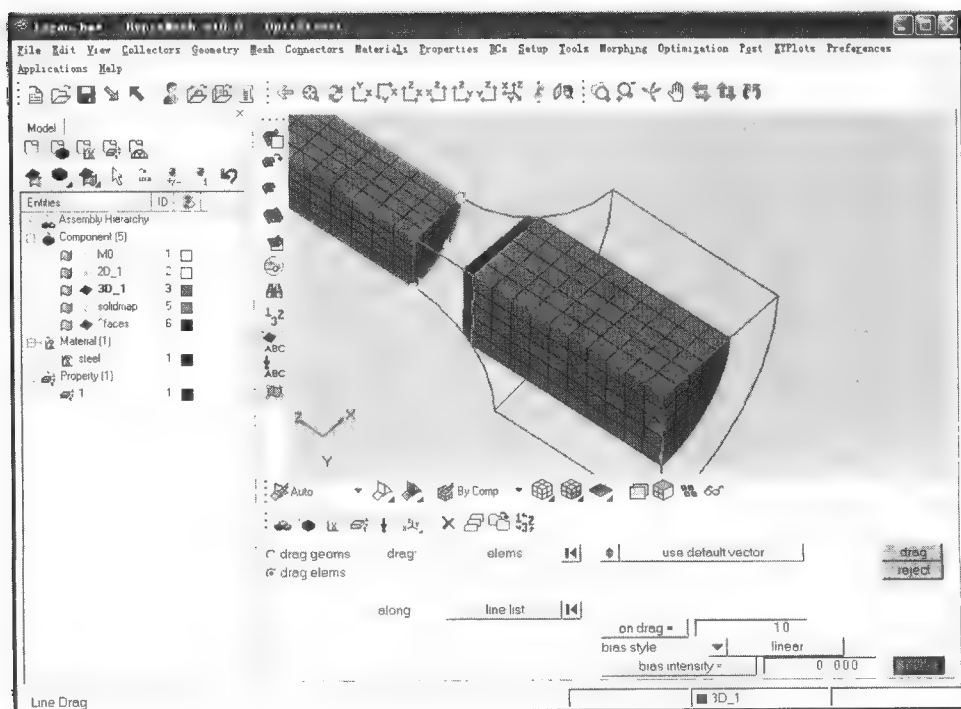 File Edit View Collectors Geometry Mesh Connectors Materials Properties BCs Setup Tools Morphing Optimization Post XYPlots Preferences
Applications Help
Model
Entities ID
Assembly Hierarchy
Component (5)
M0 1
2D_1 2
3D_1 3
solidmap 5
^faces 6
Material (1)
steel 1
Property (1)
1 1
ABC
ABC
Z X
Y
Auto By Comp
drag geoms drag: elems use default vector drag
drag elems reject
along line list
on drag = 10
bias style linear
bias intensity = 0.000
Line Drag 3D_1